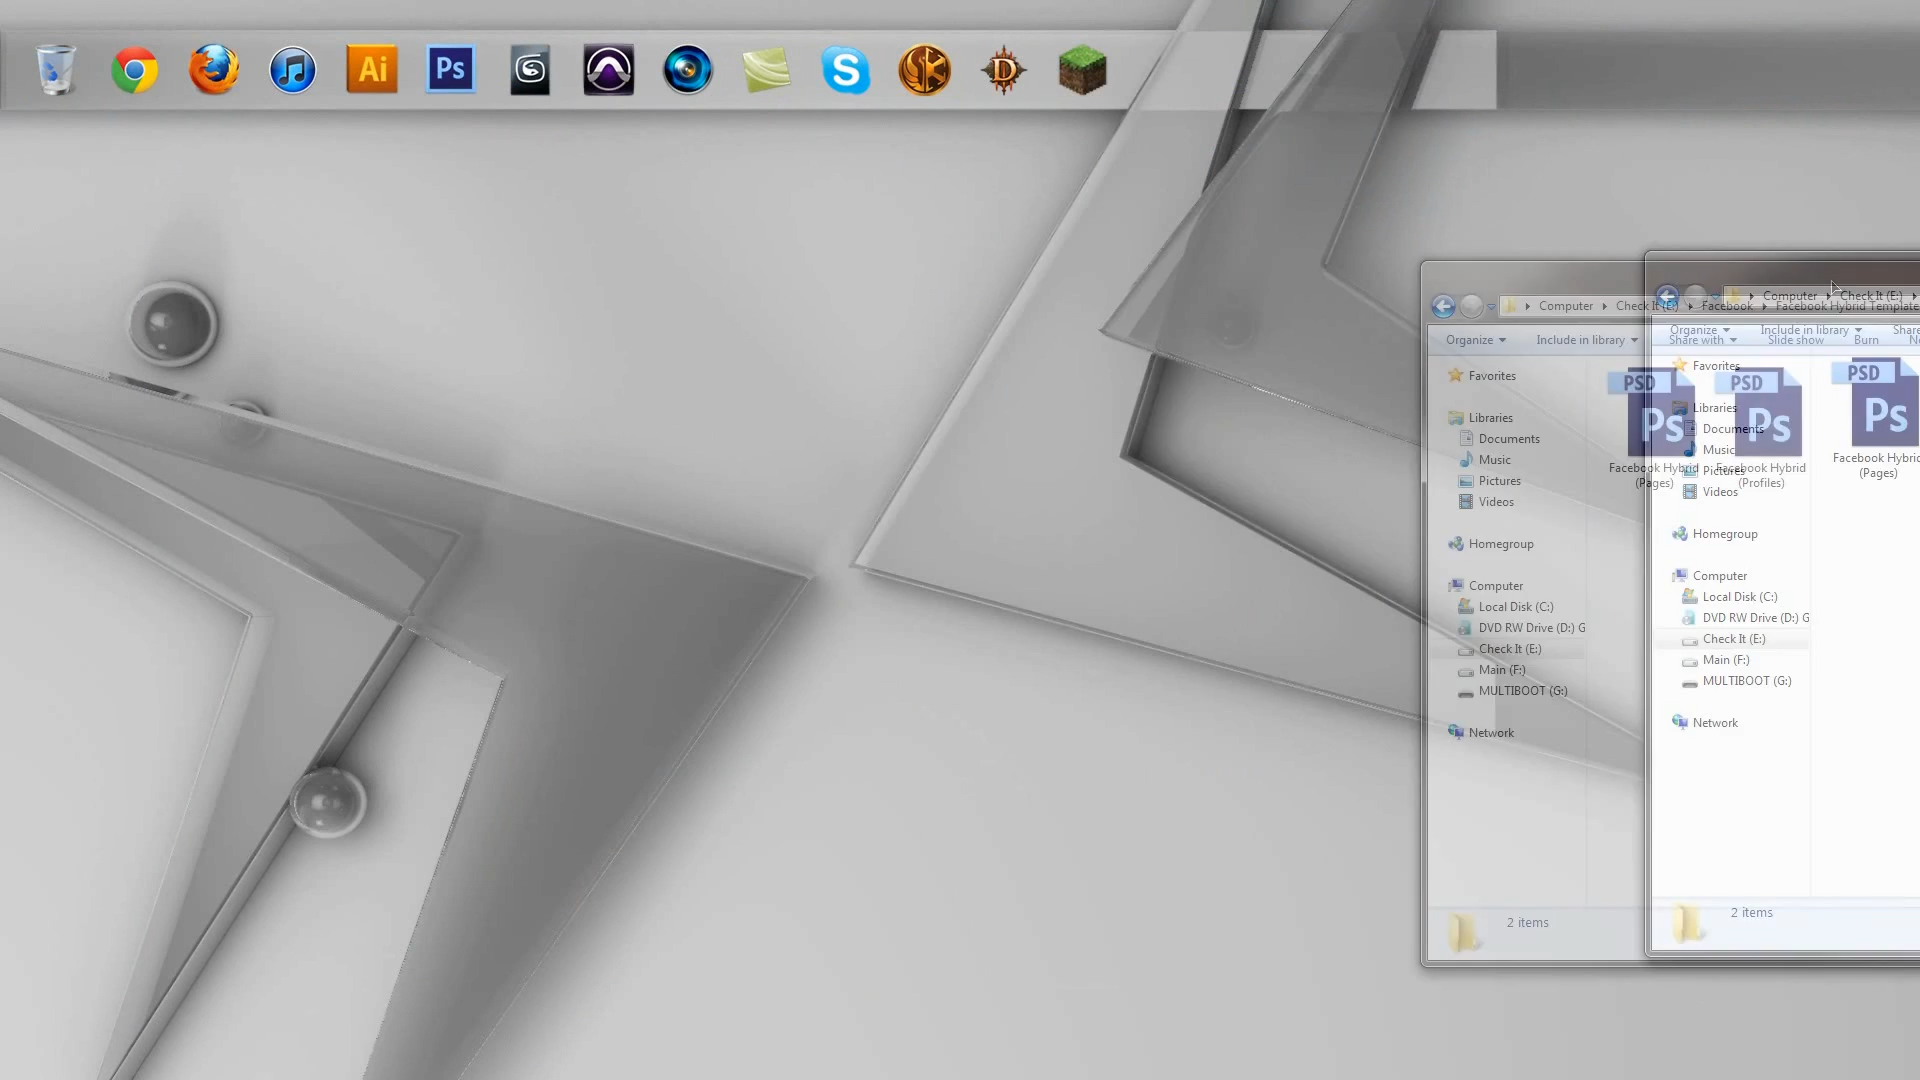 Ai
Ps
S
D
Computer
Check It (E:)
Facebook
Facebook Hybrid Template
Organize
Include in library
Share with
Slide show
Burn
Favorites
Libraries
Documents
Music
Pictures
Videos
Homegroup
Computer
Local Disk (C:)
DVD RW Drive (D:) G
Check It (E:)
Main (F:)
MULTIBOOT (G:)
Network
PSD
Ps
Facebook Hybrid
(Pages)
PSD
Ps
Facebook Hybrid
(Profiles)
2 items
Computer
Check It (E:)
Organize
Include in library
Share
Favorites
Libraries
Documents
Music
Pictures
Videos
Homegroup
Computer
Local Disk (C:)
DVD RW Drive (D:) G
Check It (E:)
Main (F:)
MULTIBOOT (G:)
Network
PSD
Ps
Facebook Hybrid
(Pages)
2 items